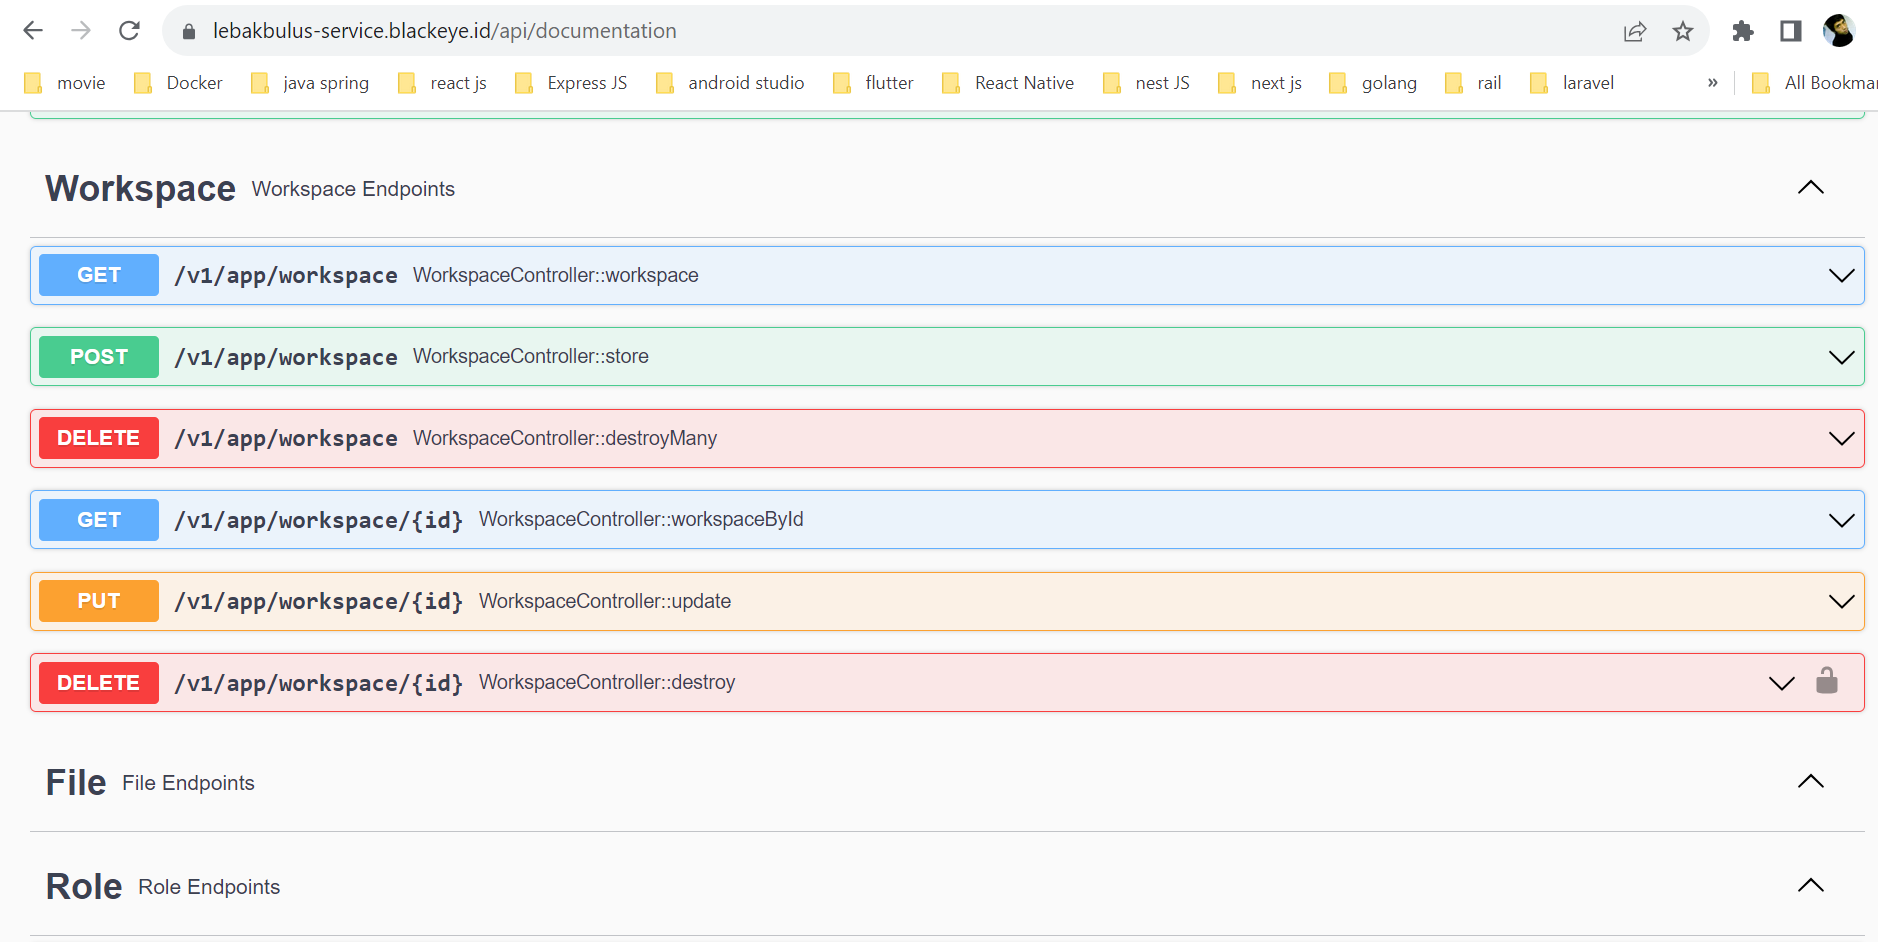 lebakbulus-service.blackeye.id/api/documentation
movie Docker java spring react js Express JS android studio flutter React Native nest JS next js golang rail laravel » All Bookmar
Workspace Workspace Endpoints
GET /v1/app/workspace WorkspaceController::workspace
POST /v1/app/workspace WorkspaceController::store
DELETE /v1/app/workspace WorkspaceController::destroyMany
GET /v1/app/workspace/{id} WorkspaceController::workspaceById
PUT /v1/app/workspace/{id} WorkspaceController::update
DELETE /v1/app/workspace/{id} WorkspaceController::destroy
File File Endpoints
Role Role Endpoints